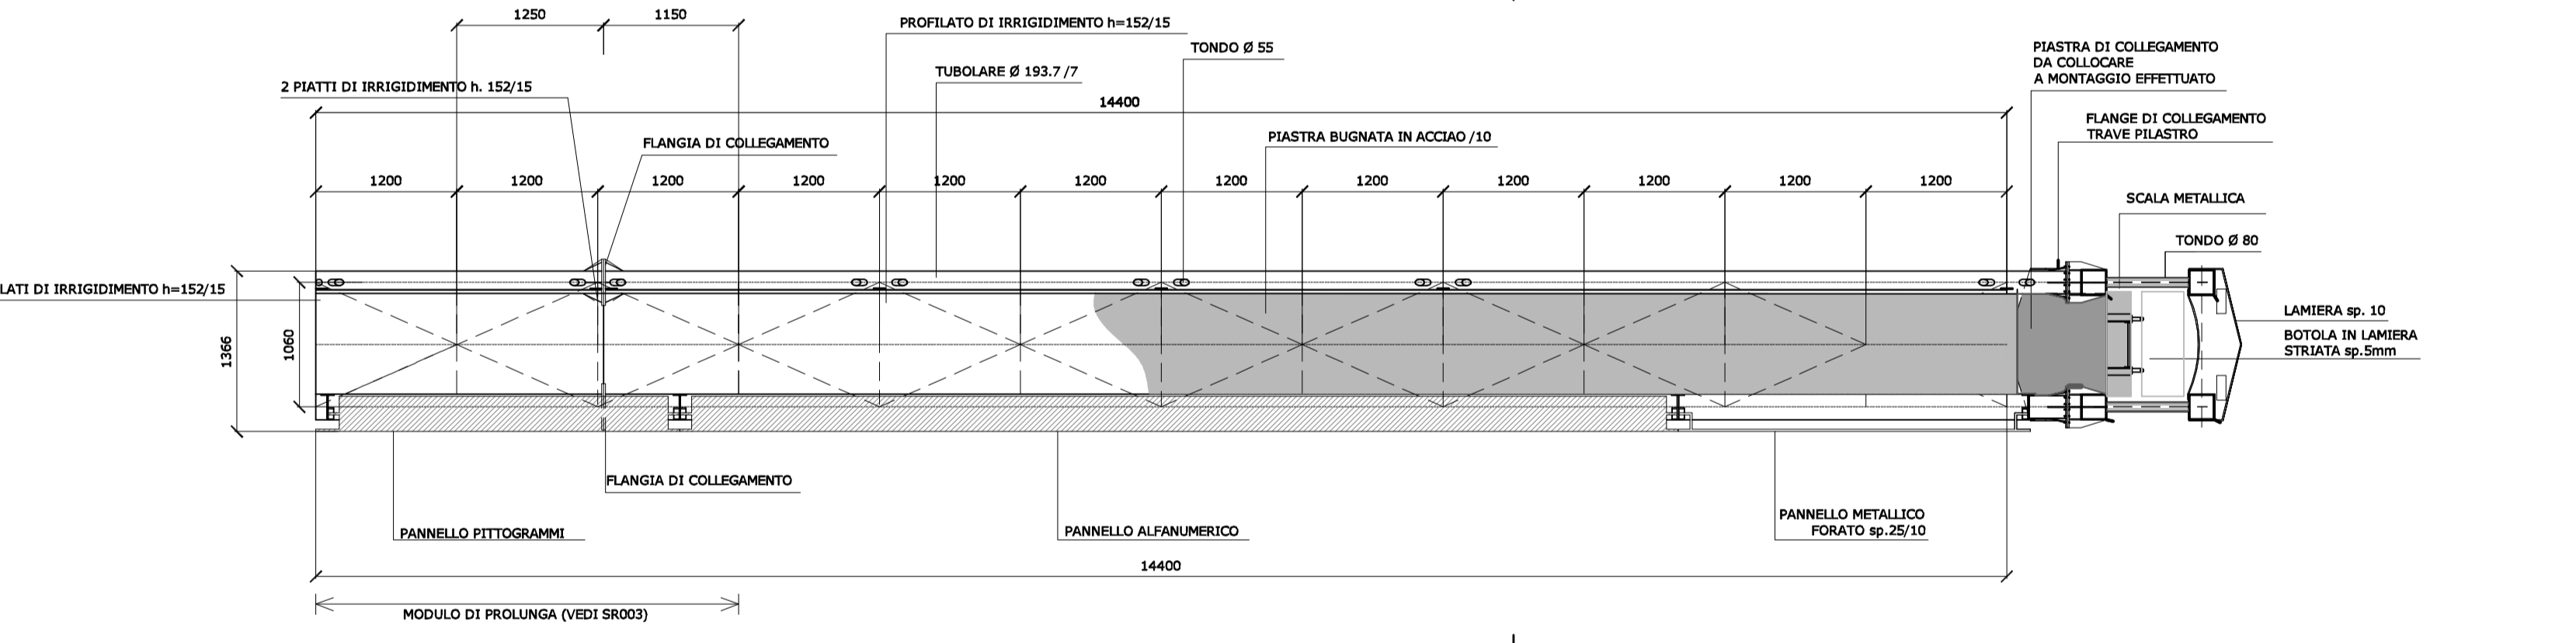 1250
1150
PROFILATO DI IRRIGIDIMENTO h=152/15
TONDO Ø 55
PIASTRA DI COLLEGAMENTO
DA COLLOCARE
A MONTAGGIO EFFETTUATO
TUBOLARE Ø 193.7 /7
2 PIATTI DI IRRIGIDIMENTO h. 152/15
14400
FLANGE DI COLLEGAMENTO
TRAVE PILASTRO
FLANGIA DI COLLEGAMENTO
PIASTRA BUGNATA IN ACCIAO /10
1200
1200
1200
1200
1200
1200
1200
1200
1200
1200
1200
1200
SCALA METALLICA
TONDO Ø 80
LATI DI IRRIGIDIMENTO h=152/15
LAMIERA sp. 10
BOTOLA IN LAMIERA
STRIATA sp.5mm
1366
1060
FLANGIA DI COLLEGAMENTO
PANNELLO METALLICO
FORATO sp.25/10
PANNELLO PITTOGRAMMI
PANNELLO ALFANUMERICO
14400
MODULO DI PROLUNGA (VEDI SR003)